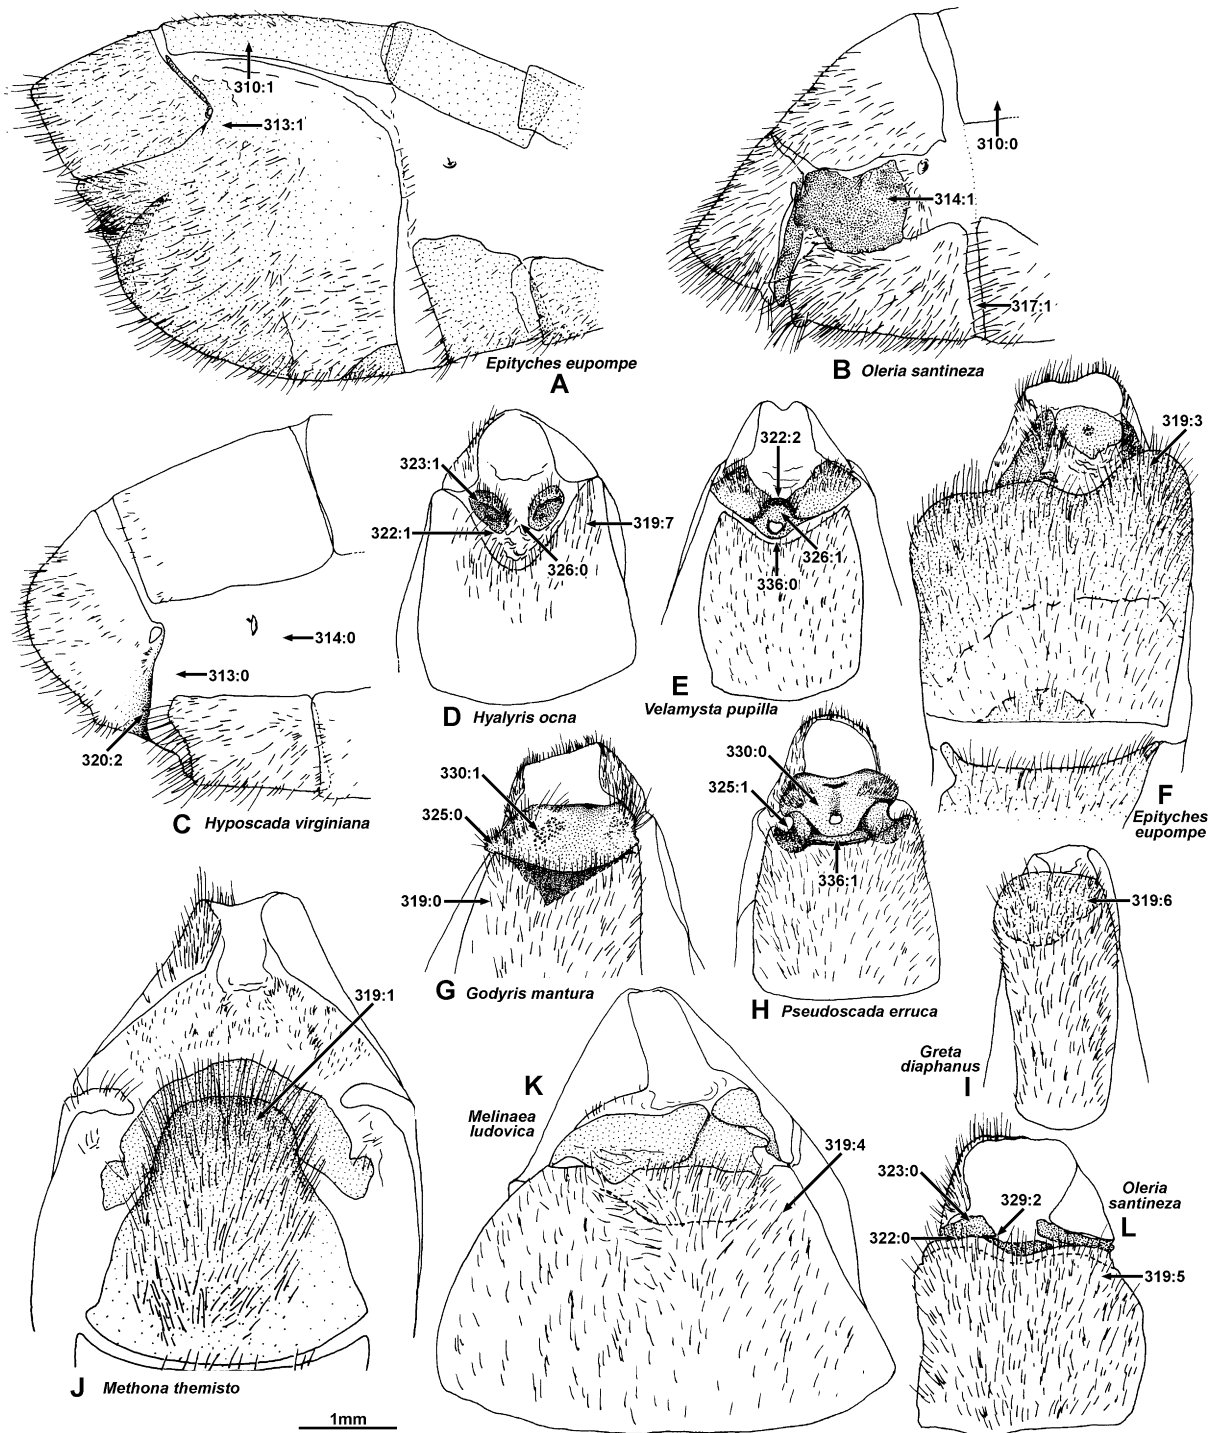 310:1
313:1
Epityches eupompe
A
310:0
314:1
317:1
B Oleria santineza
314:0
313:0
320:2
C Hyposcada virginiana
323:1
322:1
319:7
326:0
D Hyalyris ocna
322:2
326:1
336:0
E
Velamysta pupilla
319:3
F
Epityches
eupompe
330:1
325:0
319:0
G Godyris mantura
330:0
325:1
336:1
H Pseudoscada erruca
319:6
Greta
diaphanus
I
319:1
J Methona themisto
1mm
K
Melinaea
ludovica
319:4
323:0
329:2
322:0
319:5
Oleria
santineza
L